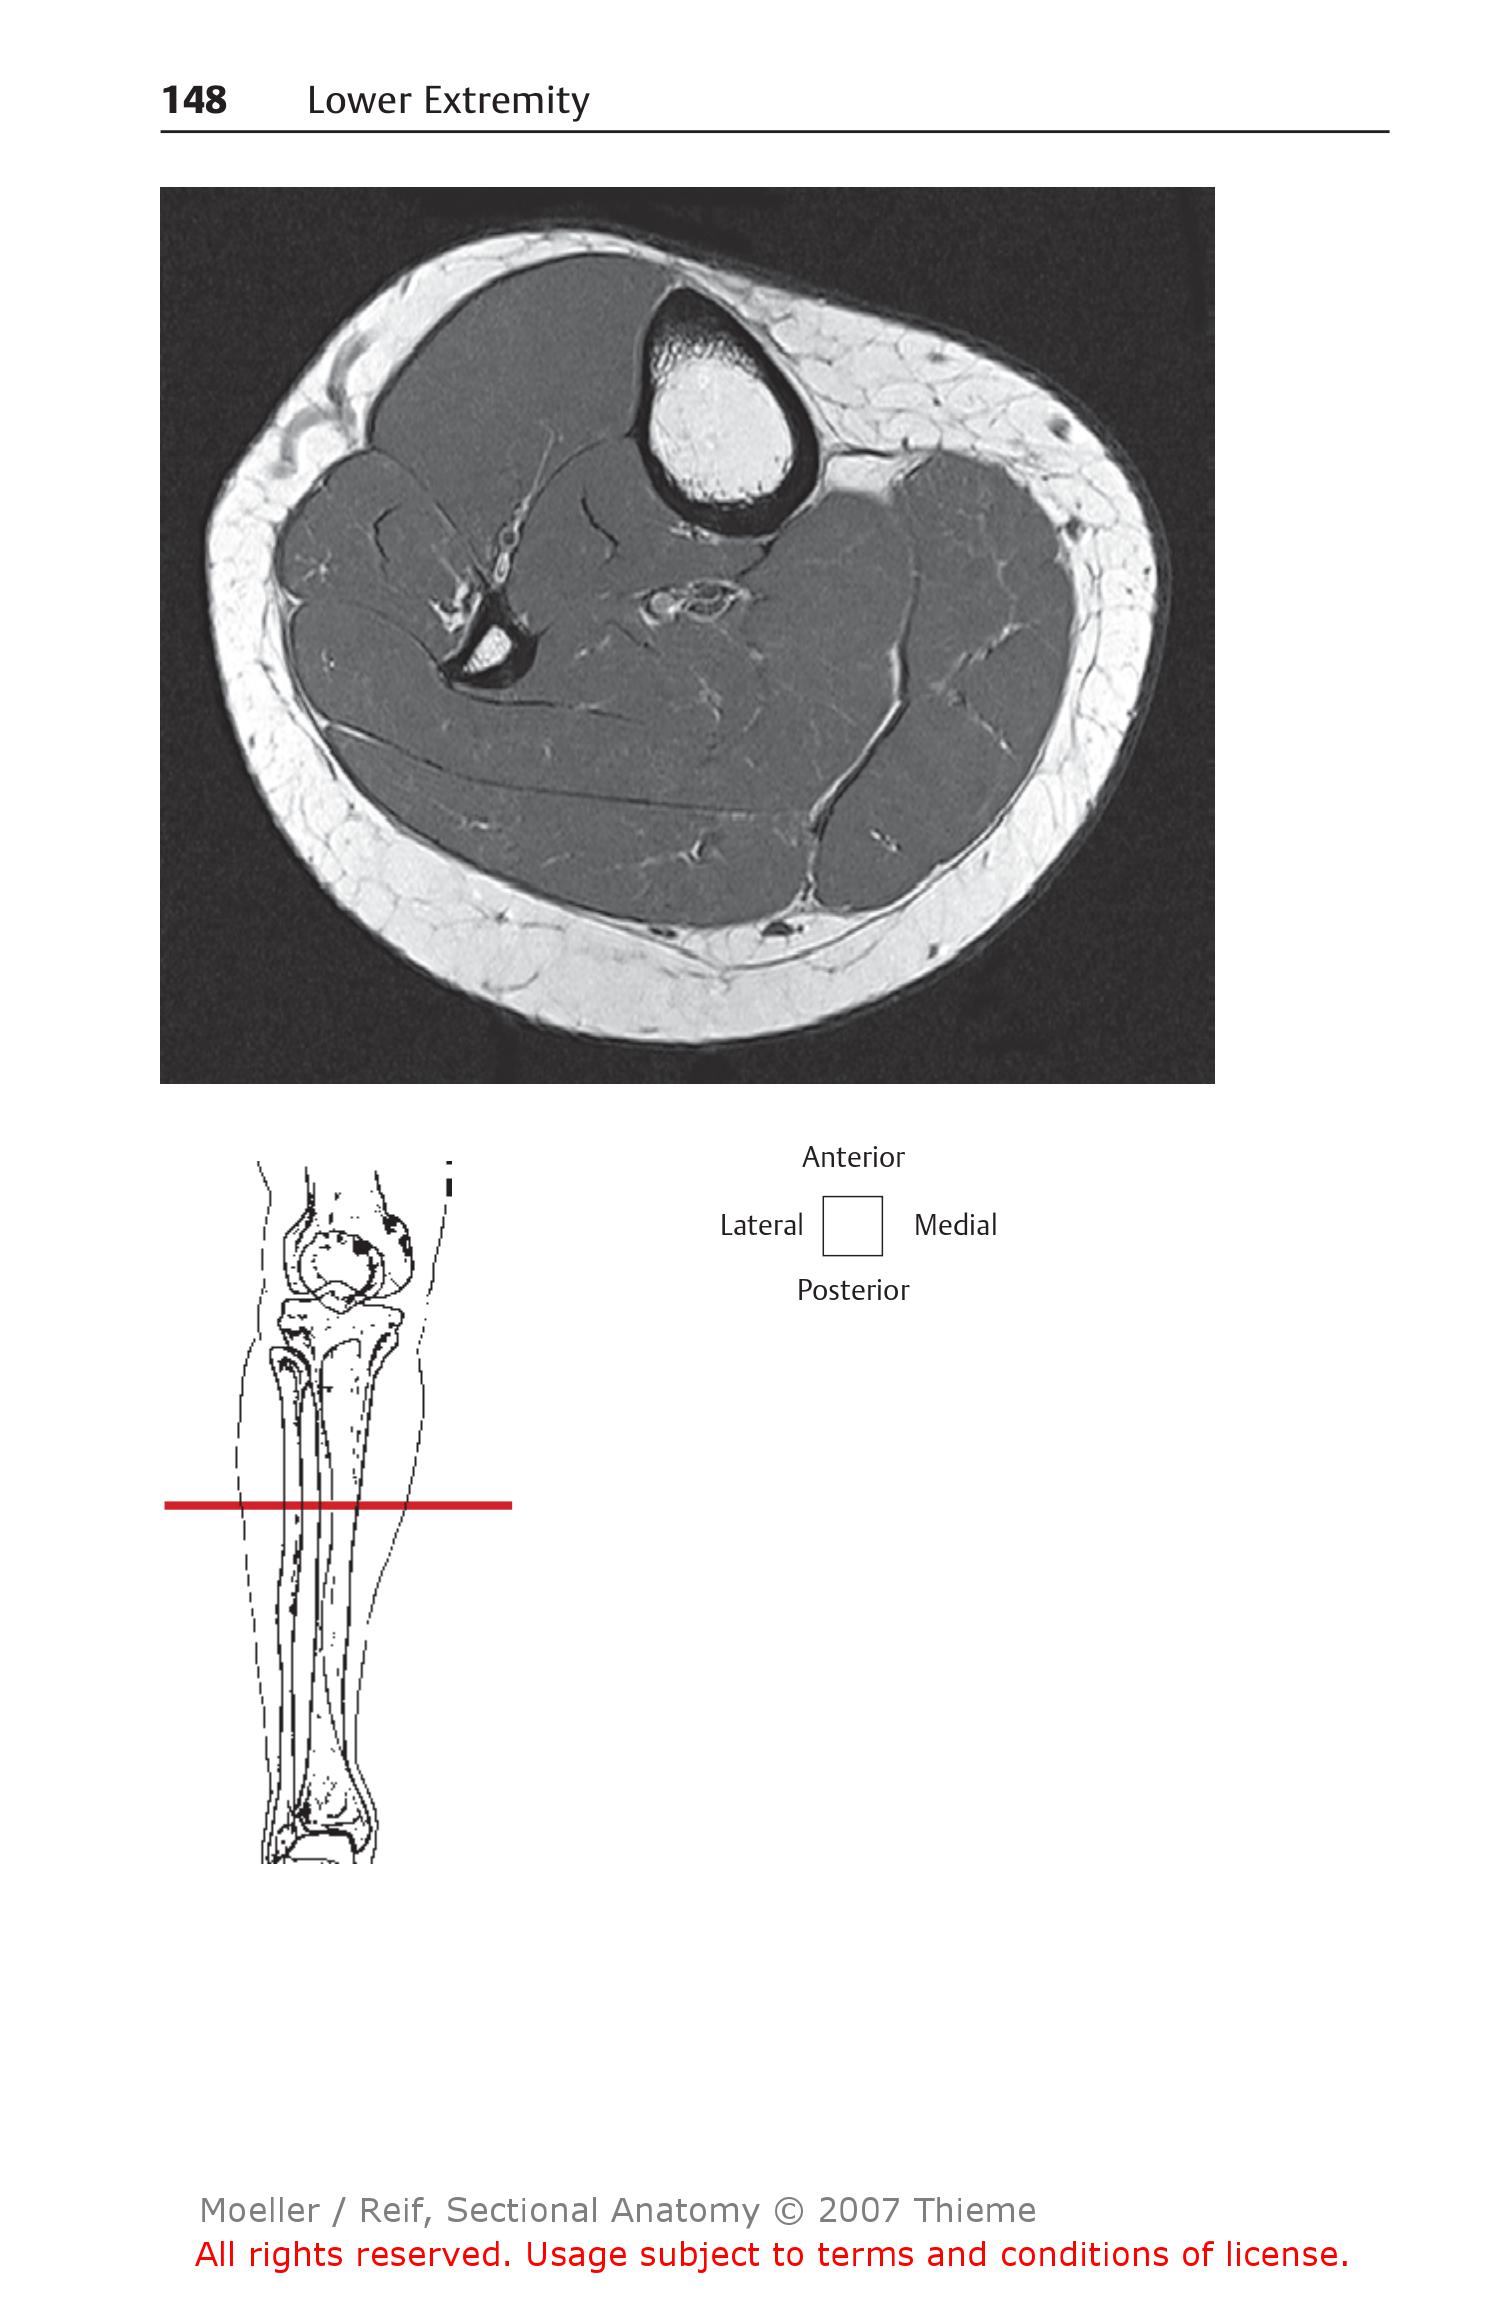 148 Lower Extremity
Anterior
Lateral Medial
Posterior
Moeller / Reif, Sectional Anatomy © 2007 Thieme
All rights reserved. Usage subject to terms and conditions of license.